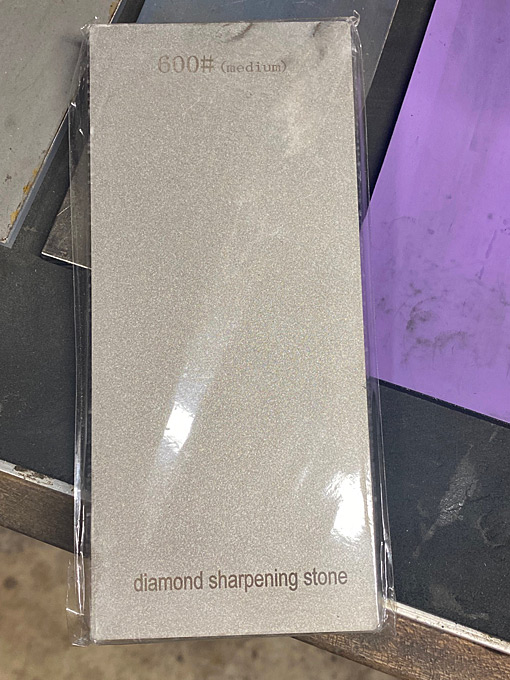 600# (medium)
diamond sharpening stone